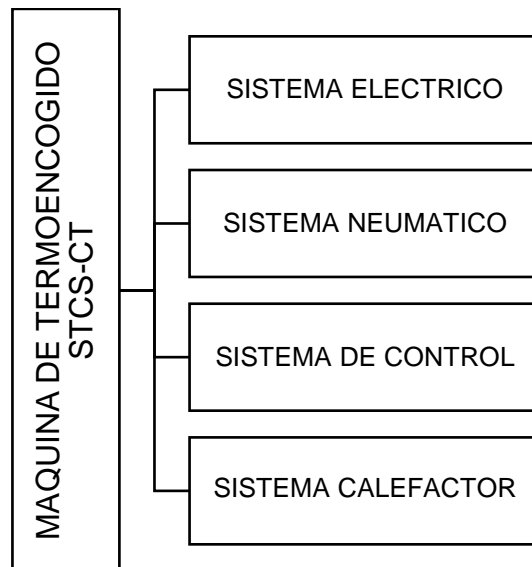 MAQUINA DE TERMOENCOGIDO
STCS-CT
SISTEMA ELECTRICO
SISTEMA NEUMATICO
SISTEMA DE CONTROL
SISTEMA CALEFACTOR